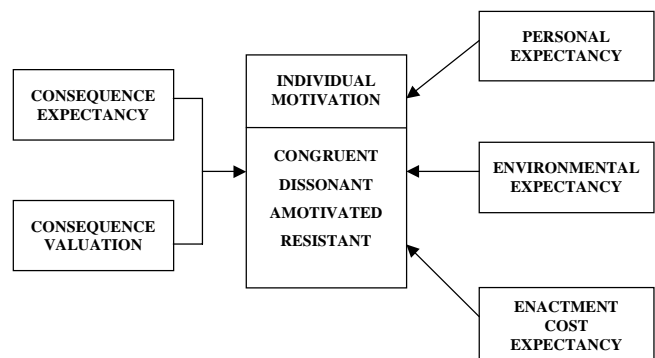 CONSEQUENCE
EXPECTANCY
CONSEQUENCE
VALUATION
INDIVIDUAL
MOTIVATION
CONGRUENT
DISSONANT
AMOTIVATED
RESISTANT
PERSONAL
EXPECTANCY
ENVIRONMENTAL
EXPECTANCY
ENACTMENT
COST
EXPECTANCY